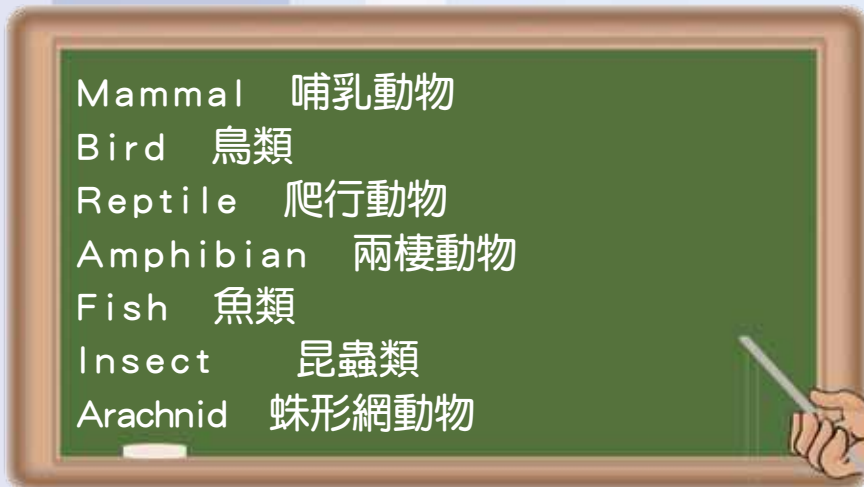 Mammal 哺乳動物
Bird 鳥類
Reptile 爬行動物
Amphibian 兩棲動物
Fish 魚類
Insect 昆蟲類
Arachnid 蛛形網動物